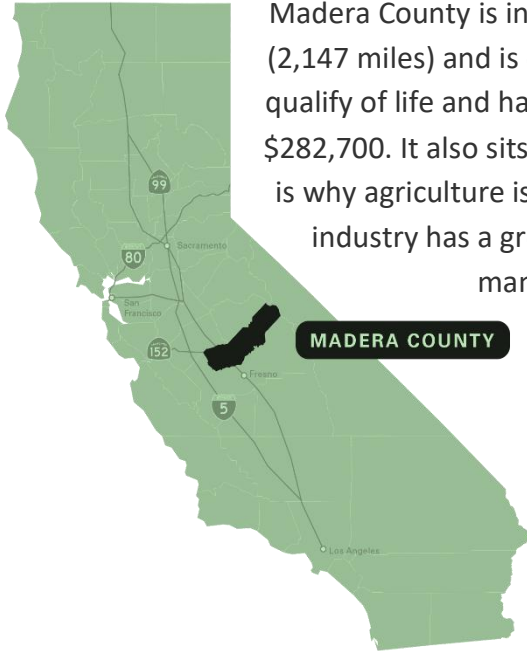 Madera County is in
(2,147 miles) and is
qualify of life and ha
$282,700. It also sits
is why agriculture is
industry has a gr
mar
99
Sacramento
80
San
Francisco
MADERA COUNTY
152
Fresno
5
Los Angeles